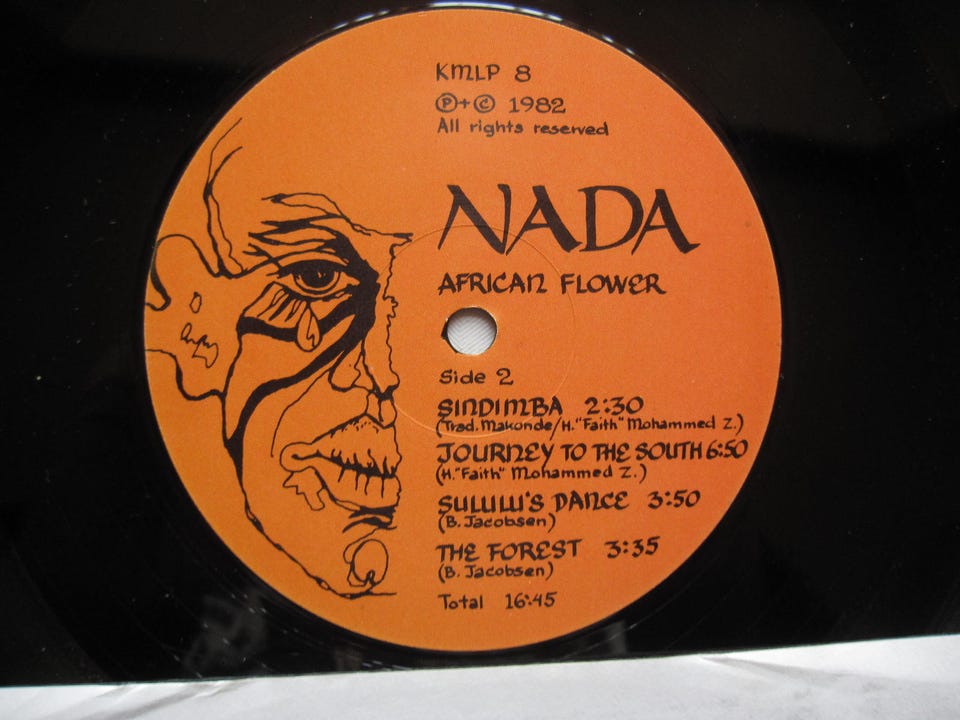 KMLP 8
Ⓟ+© 1982
All rights reserved
NADA
AFRICAN FLOWER
Side 2
SINDIMBA 2:30
(Trad. Makonde/H."Faith" Mohammed Z.)
JOURNEY TO THE SOUTH 6:50
(H."Faith" Mohammed Z.)
SULULU'S DANCE 3:50
(B. Jacobsen)
THE FOREST 3:35
(B. Jacobsen)
Total 16:45